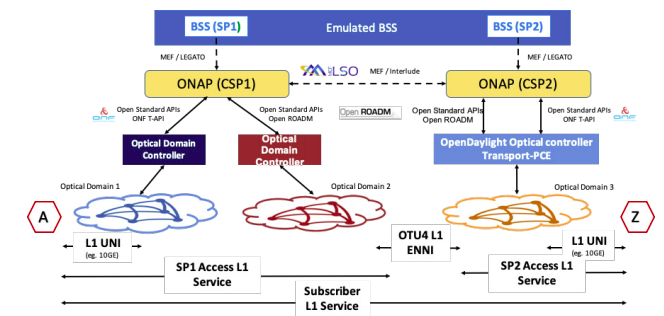 Emulated BSS
BSS (SP1)
BSS (SP2)
MEF / LEGATO
MEF / LEGATO
ONAP (CSP1)
LSO
MEF / Interlude
ONAP (CSP2)
Open Standard APIs
ONF T-API
ONF
Open Standard APIs
Open ROADM
Open ROADM
Open Standard APIs
Open ROADM
Open Standard APIs
ONF T-API
ONF
Optical Domain
Controller
Optical
Domain
Controller
OpenDaylight Optical controller
Transport-PCE
Optical Domain 1
Optical Domain 2
Optical Domain 3
A
Z
L1 UNI
(eg. 10GE)
OTU4 L1
ENNI
L1 UNI
(eg. 10GE)
SP1 Access L1
Service
SP2 Access L1
Service
Subscriber
L1 Service